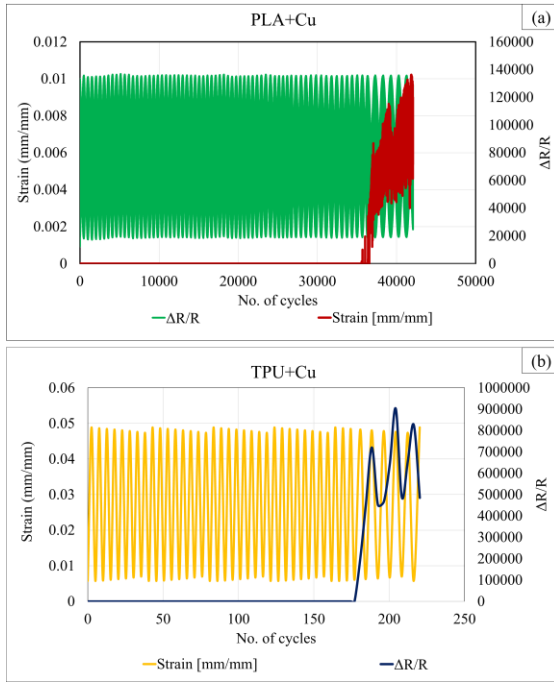 PLA+Cu
(a)
0.012
0.01
0.008
0.006
0.004
0.002
0
Strain (mm/mm)
160000
140000
120000
100000
80000
60000
40000
20000
0
ΔR/R
0 10000 20000 30000 40000 50000
No. of cycles
ΔR/R Strain [mm/mm]
TPU+Cu
(b)
0.06
0.05
0.04
0.03
0.02
0.01
0
Strain (mm/mm)
1000000
900000
800000
700000
600000
500000
400000
300000
200000
100000
0
ΔR/R
0 50 100 150 200 250
No. of cycles
Strain [mm/mm] ΔR/R